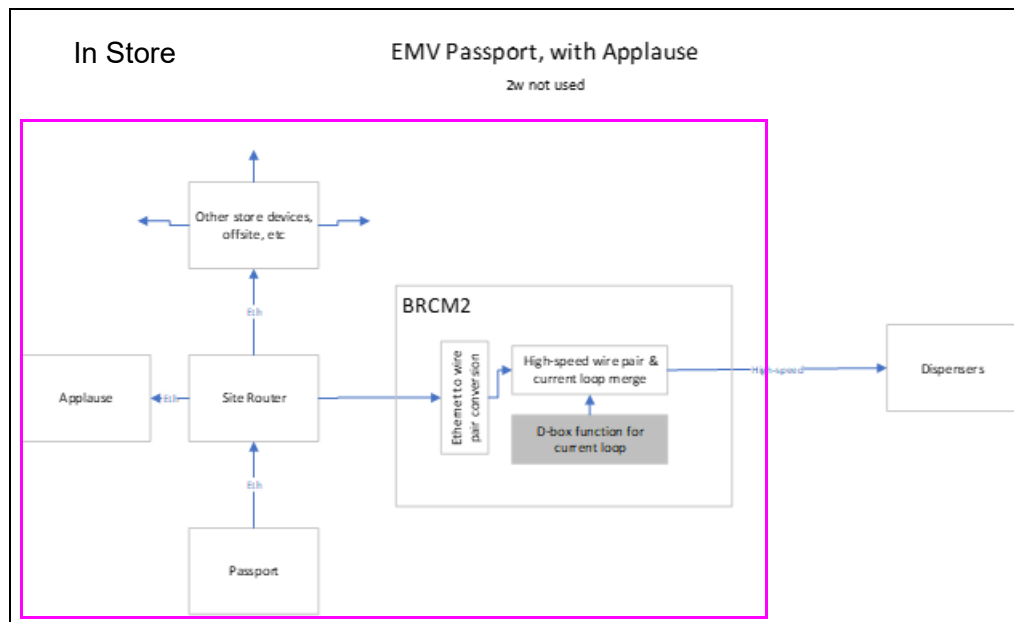 In Store
EMV Passport, with Applause
2w not used
Other store devices,
offsite, etc
Eth
BRCM2
Ethernet to wire
pair conversion
High-speed wire pair &
current loop merge
High-speed
Dispensers
Applause
Eth
Site Router
D-box function for
current loop
Eth
Passport